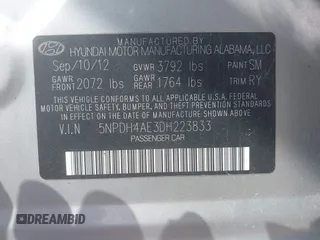 HYUNDAI MOTOR MANUFACTURING ALABAMA, LLC
Sep/10/12 GVWR 3792 lbs PAINT SM
GAWR FRONT 2072 lbs GAWR REAR 1764 lbs TRIM RY
THIS VEHICLE CONFORMS TO ALL APPLICABLE
U.S.A. FEDERAL MOTOR VEHICLE SAFETY,
BUMPER, AND THEFT PREVENTION STANDARDS
IN EFFECT ON THE DATE OF MANUFACTURE
SHOWN ABOVE.
V.I.N 5NPDH4AE3DH223833
PASSENGER CAR
DREAMBID